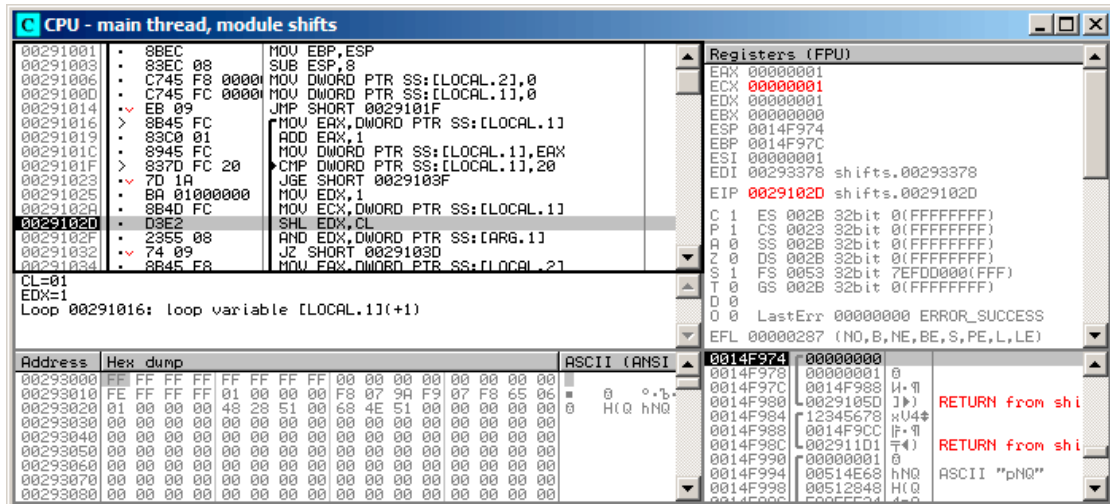 CPU - main thread, module shifts
00291001 · 8BEC MOV EBP,ESP
00291003 · 83EC 08 SUB ESP,8
00291006 · C745 F8 0000 MOV DWORD PTR SS:[LOCAL.2],0
0029100D · C745 FC 0000 MOV DWORD PTR SS:[LOCAL.1],0
00291014 · EB 09 JMP SHORT 0029101F
00291016 > 8B45 FC MOV EAX,DWORD PTR SS:[LOCAL.1]
00291019 · 83C0 01 ADD EAX,1
0029101C · 8945 FC MOV DWORD PTR SS:[LOCAL.1],EAX
0029101F > 837D FC 20 CMP DWORD PTR SS:[LOCAL.1],20
00291023 · 7D 1A JGE SHORT 0029103F
00291025 · BA 01000000 MOV EDX,1
0029102A · 8B4D FC MOV ECX,DWORD PTR SS:[LOCAL.1]
0029102D · D3E2 SHL EDX,CL
0029102F · 2355 08 AND EDX,DWORD PTR SS:[ARG.1]
00291032 · 74 09 JZ SHORT 0029103D
00291034 · 8B45 F8 MOV EAX,DWORD PTR SS:[LOCAL.2]
CL=01
EDX=1
Loop 00291016: loop variable [LOCAL.1](+1)
Registers (FPU)
EAX 00000001
ECX 00000001
EDX 00000001
EBX 00000000
ESP 0014F974
EBP 0014F97C
ESI 00000001
EDI 00293378 shifts.00293378
EIP 0029102D shifts.0029102D
C 1 ES 002B 32bit 0(FFFFFFFF)
P 1 CS 0023 32bit 0(FFFFFFFF)
A 0 SS 002B 32bit 0(FFFFFFFF)
Z 0 DS 002B 32bit 0(FFFFFFFF)
S 1 FS 0053 32bit 7EFDD000(FFF)
T 0 GS 002B 32bit 0(FFFFFFFF)
D 0
O 0 LastErr 00000000 ERROR_SUCCESS
EFL 00000287 (NO,B,NE,BE,S,PE,L,LE)
Address Hex dump ASCII (ANSI
00293000 FF FF FF FF FF FF FF FF 00 00 00 00 00 00 00 00
00293010 FE FF FF FF 01 00 00 00 F8 07 9A F9 07 F8 65 06
00293020 01 00 00 00 48 28 51 00 68 4E 51 00 00 00 00 00 H(Q hNQ
00293030 00 00 00 00 00 00 00 00 00 00 00 00 00 00 00 00
00293040 00 00 00 00 00 00 00 00 00 00 00 00 00 00 00 00
00293050 00 00 00 00 00 00 00 00 00 00 00 00 00 00 00 00
00293060 00 00 00 00 00 00 00 00 00 00 00 00 00 00 00 00
00293070 00 00 00 00 00 00 00 00 00 00 00 00 00 00 00 00
00293080 00 00 00 00 00 00 00 00 00 00 00 00 00 00 00 00
0014F974 00000000
0014F978 00000001
0014F97C 0014F988
0014F980 0029105D RETURN from shi
0014F984 12345678 xV4
0014F988 0014F9CC
0014F98C 002911D1 RETURN from shi
0014F990 00000001
0014F994 00514E68 hNQ ASCII "pNQ"
0014F998 00512848 H(Q